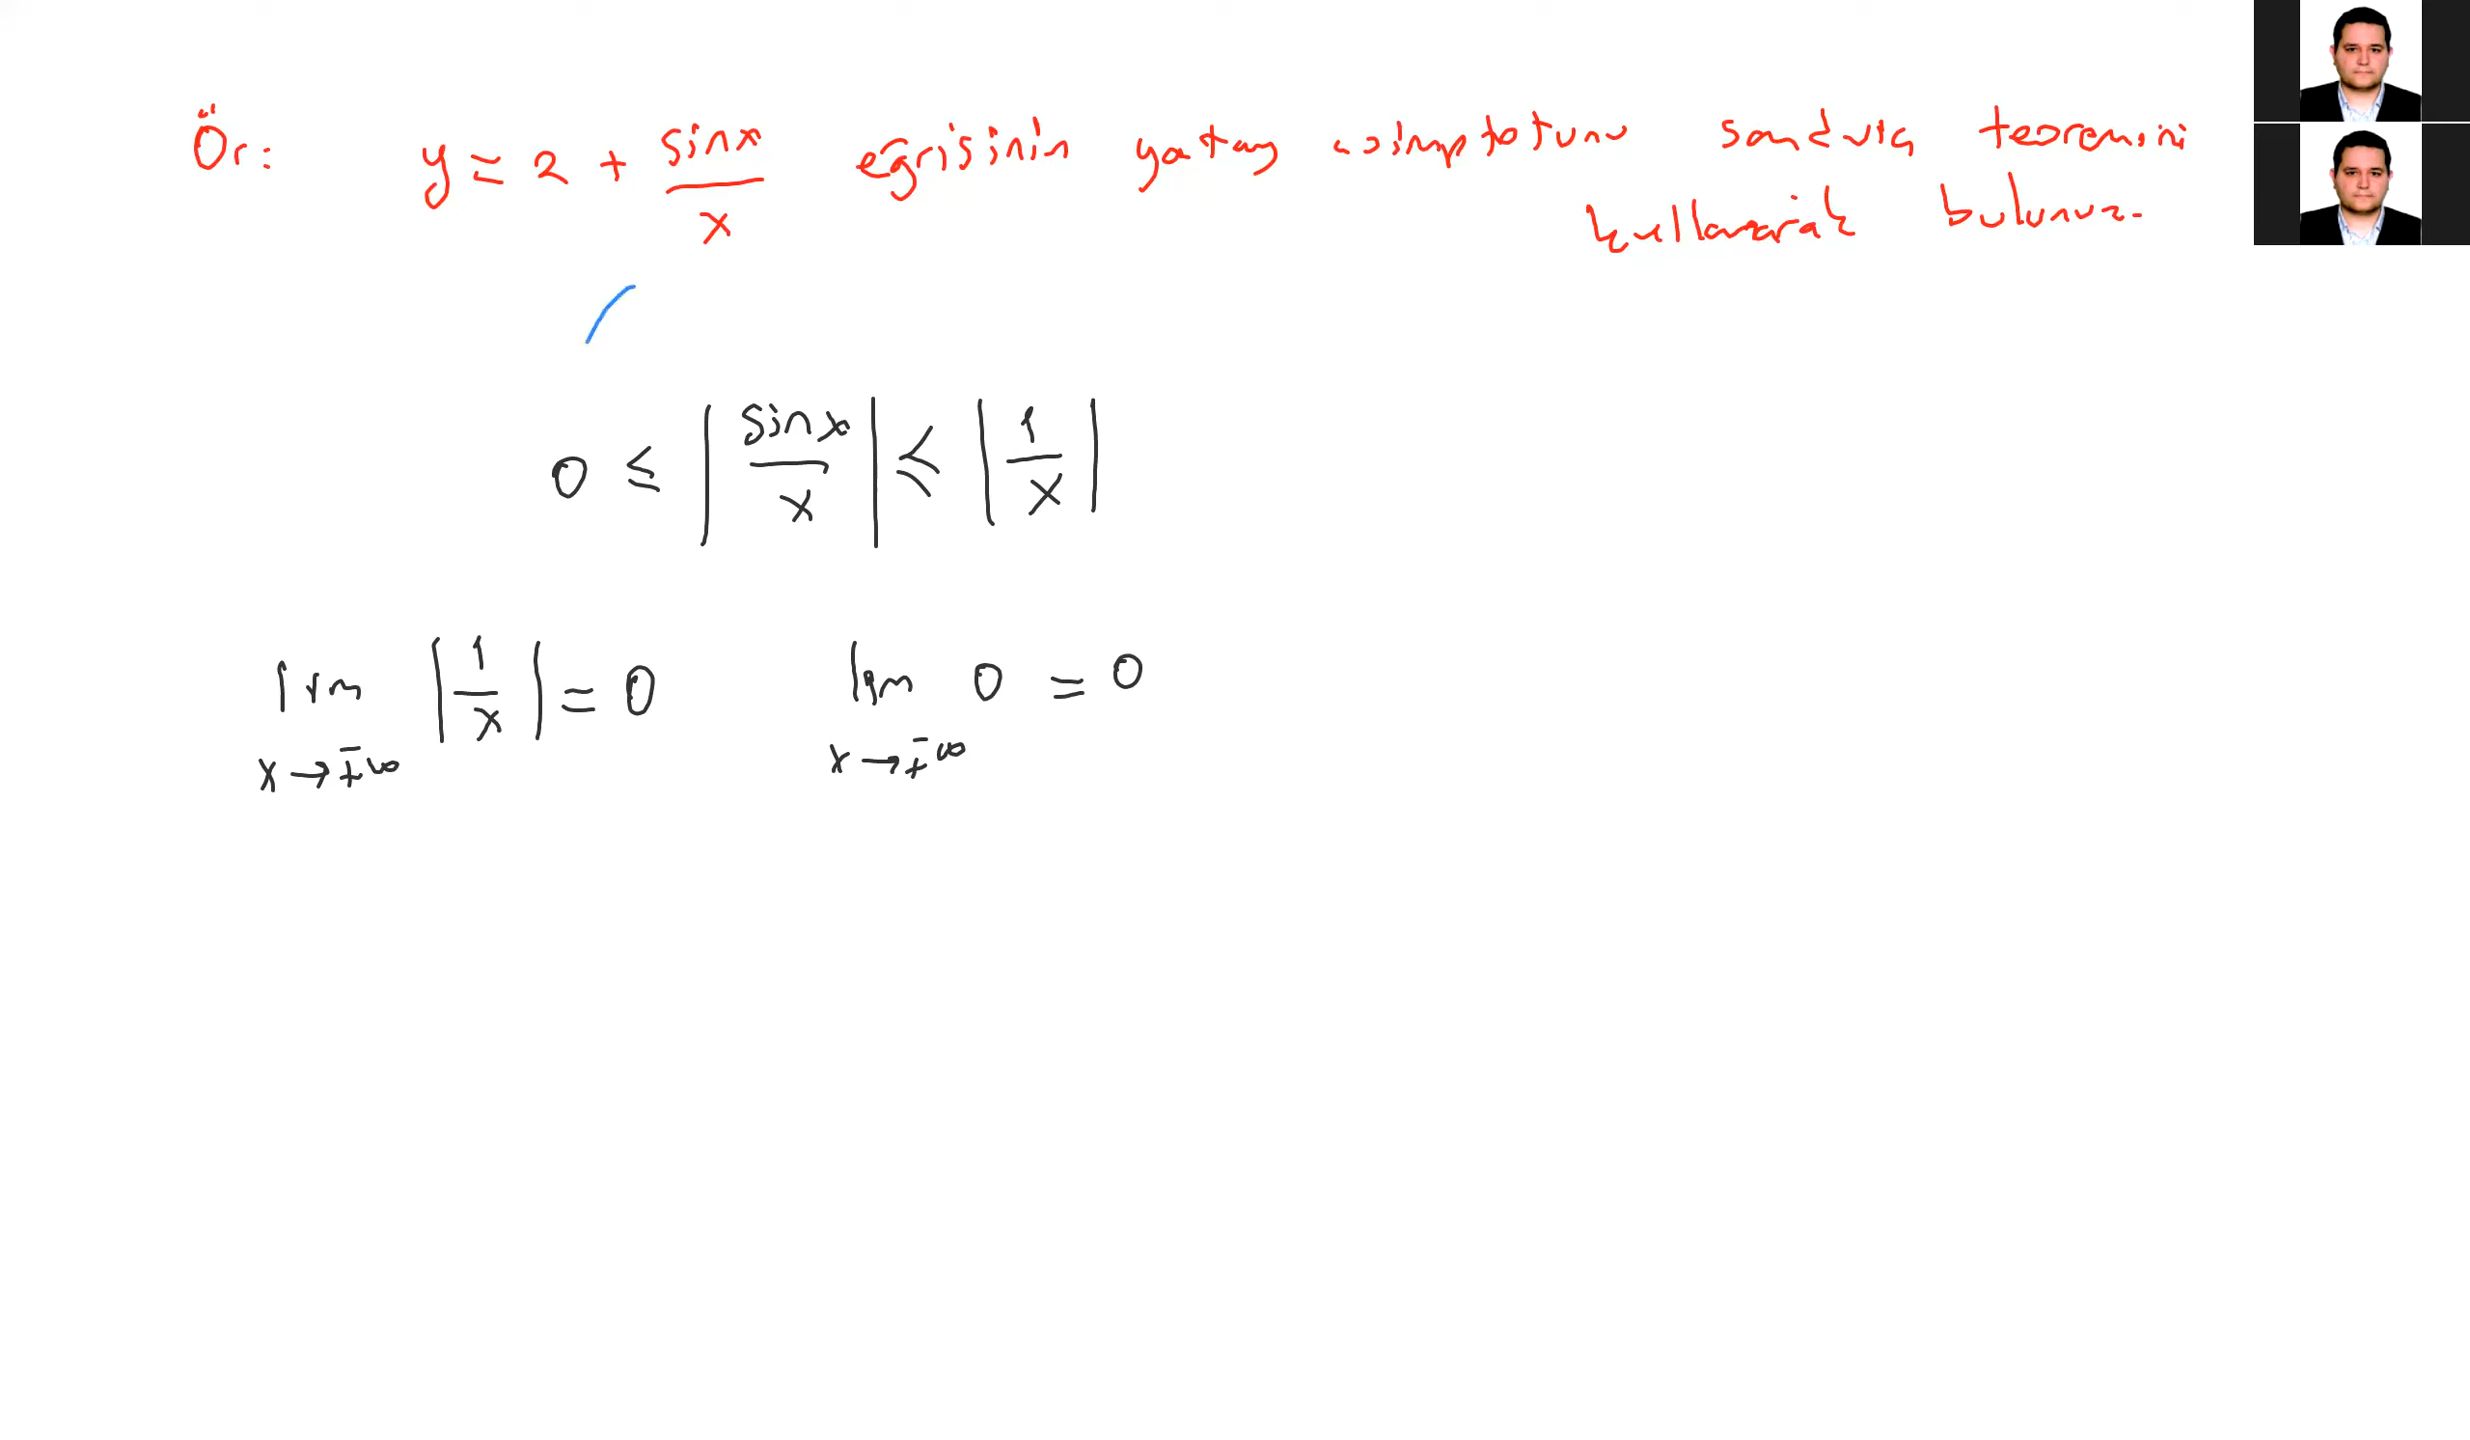 Ör: y = 2 + sinx/x eğrisinin yatay asimptotunu sandviç teoremini
kullanarak bulunuz.
0 ≤ |sinx/x| ≤ |1/x|
lim x→∓∞ |1/x| = 0 lim x→∓∞ 0 = 0